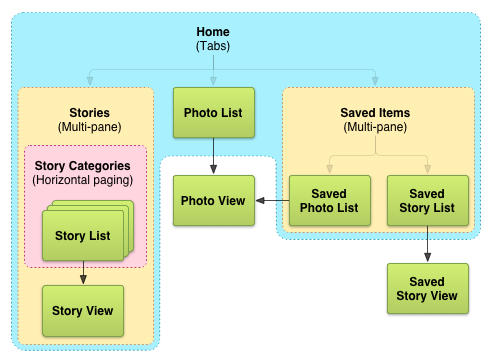 Home
(Tabs)
Stories
(Multi-pane)
Story Categories
(Horizontal paging)
Story List
Story View
Photo List
Photo View
Saved Items
(Multi-pane)
Saved
Photo List
Saved
Story List
Saved
Story View